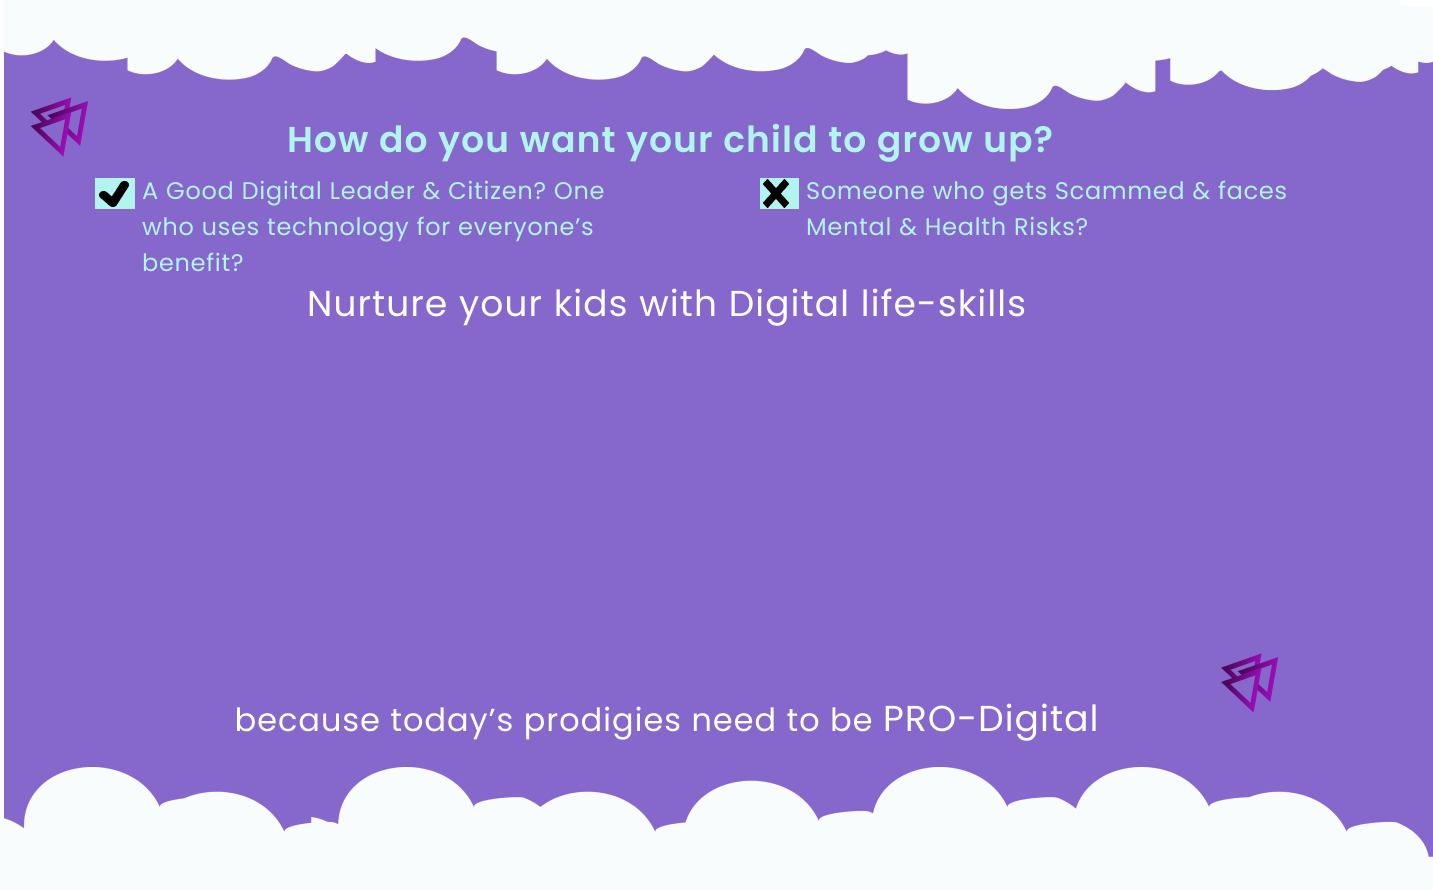 How do you want your child to grow up?
A Good Digital Leader & Citizen? One
who uses technology for everyone’s
benefit?
Someone who gets Scammed & faces
Mental & Health Risks?
Nurture your kids with Digital life-skills
because today’s prodigies need to be PRO-Digital